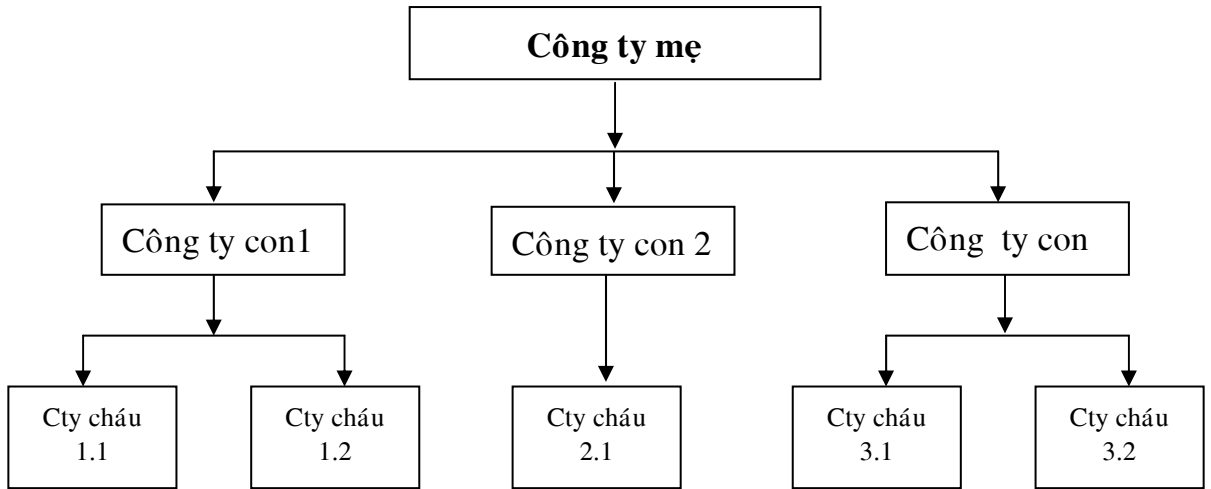 Công ty mẹ
Công ty con1
Công ty con 2
Công ty con
Cty cháu
1.1
Cty cháu
1.2
Cty cháu
2.1
Cty cháu
3.1
Cty cháu
3.2